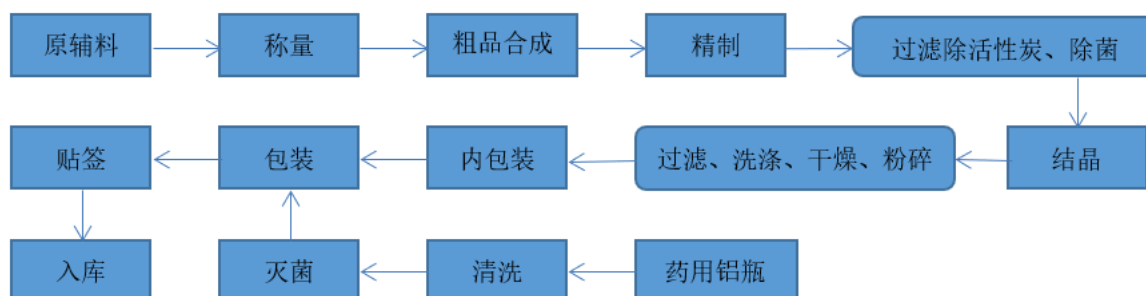 原辅料
称量
粗品合成
精制
过滤除活性炭、除菌
贴签
包装
内包装
过滤、洗涤、干燥、粉碎
结晶
入库
灭菌
清洗
药用铝瓶